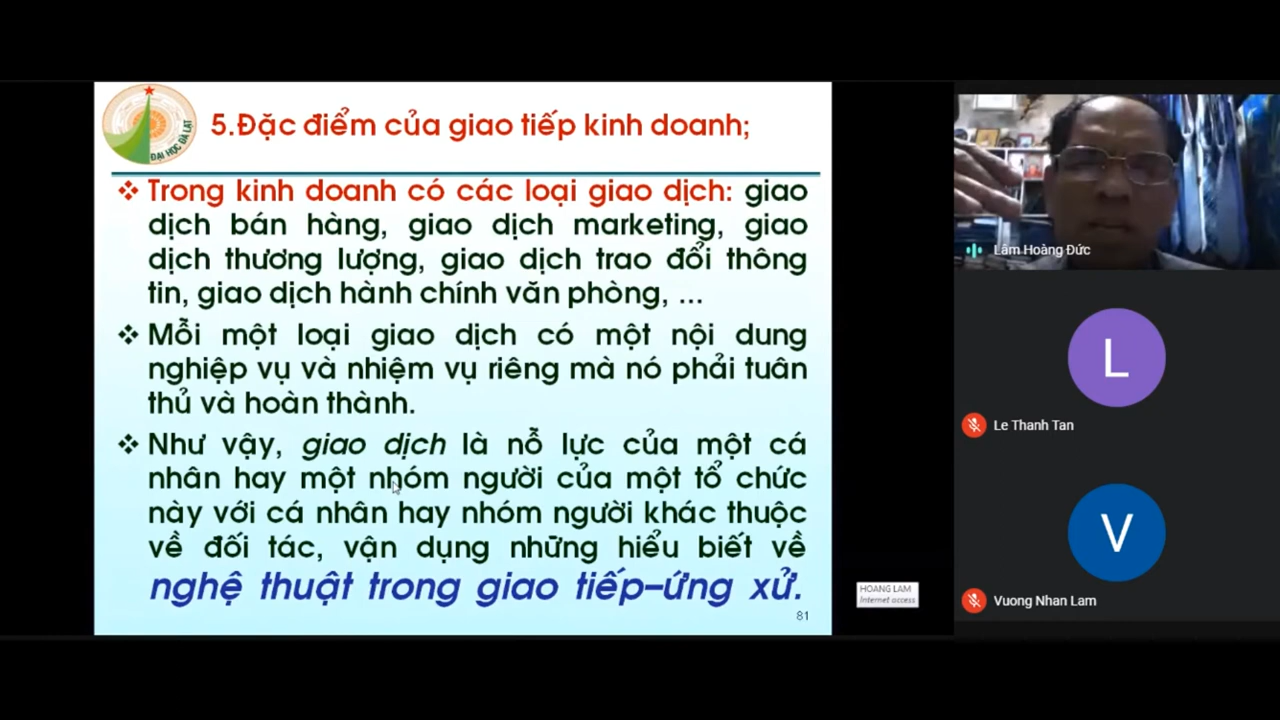 ĐẠI HỌC ĐÀ LẠT
5.Đặc điểm của giao tiếp kinh doanh;
❖ Trong kinh doanh có các loại giao dịch: giao
dịch bán hàng, giao dịch marketing, giao
dịch thương lượng, giao dịch trao đổi thông
tin, giao dịch hành chính văn phòng, ...
❖ Mỗi một loại giao dịch có một nội dung
nghiệp vụ và nhiệm vụ riêng mà nó phải tuân
thủ và hoàn thành.
❖ Như vậy, giao dịch là nỗ lực của một cá
nhân hay một nhóm người của một tổ chức
này với cá nhân hay nhóm người khác thuộc
về đối tác, vận dụng những hiểu biết về
nghệ thuật trong giao tiếp–ứng xử.
81
HOANG LAM
Internet access
Lâm Hoàng Đức
L
Le Thanh Tan
V
Vuong Nhan Lam